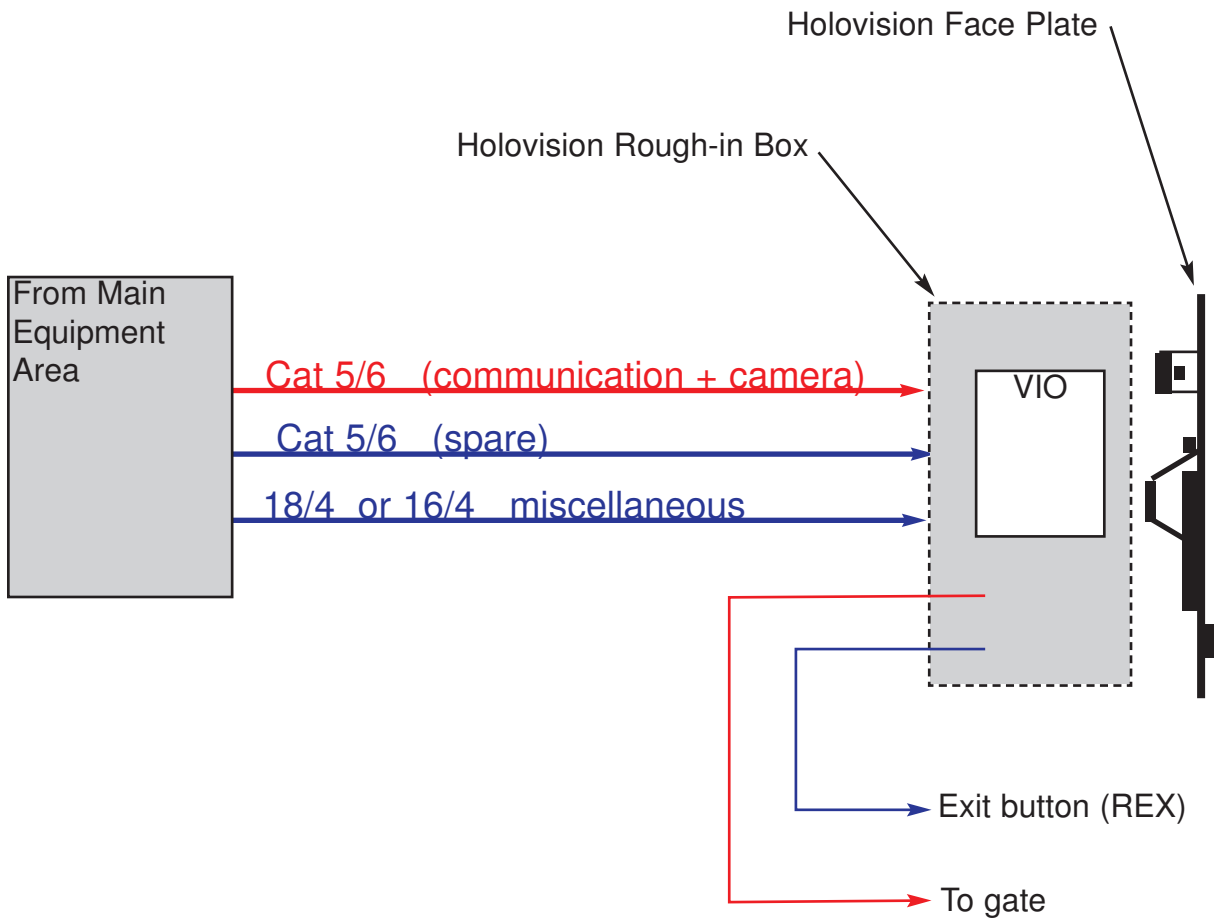 Holovision Face Plate
Holovision Rough-in Box
From Main
Equipment
Area
Cat 5/6 (communication + camera)
Cat 5/6 (spare)
18/4 or 16/4 miscellaneous
VIO
Exit button (REX)
To gate